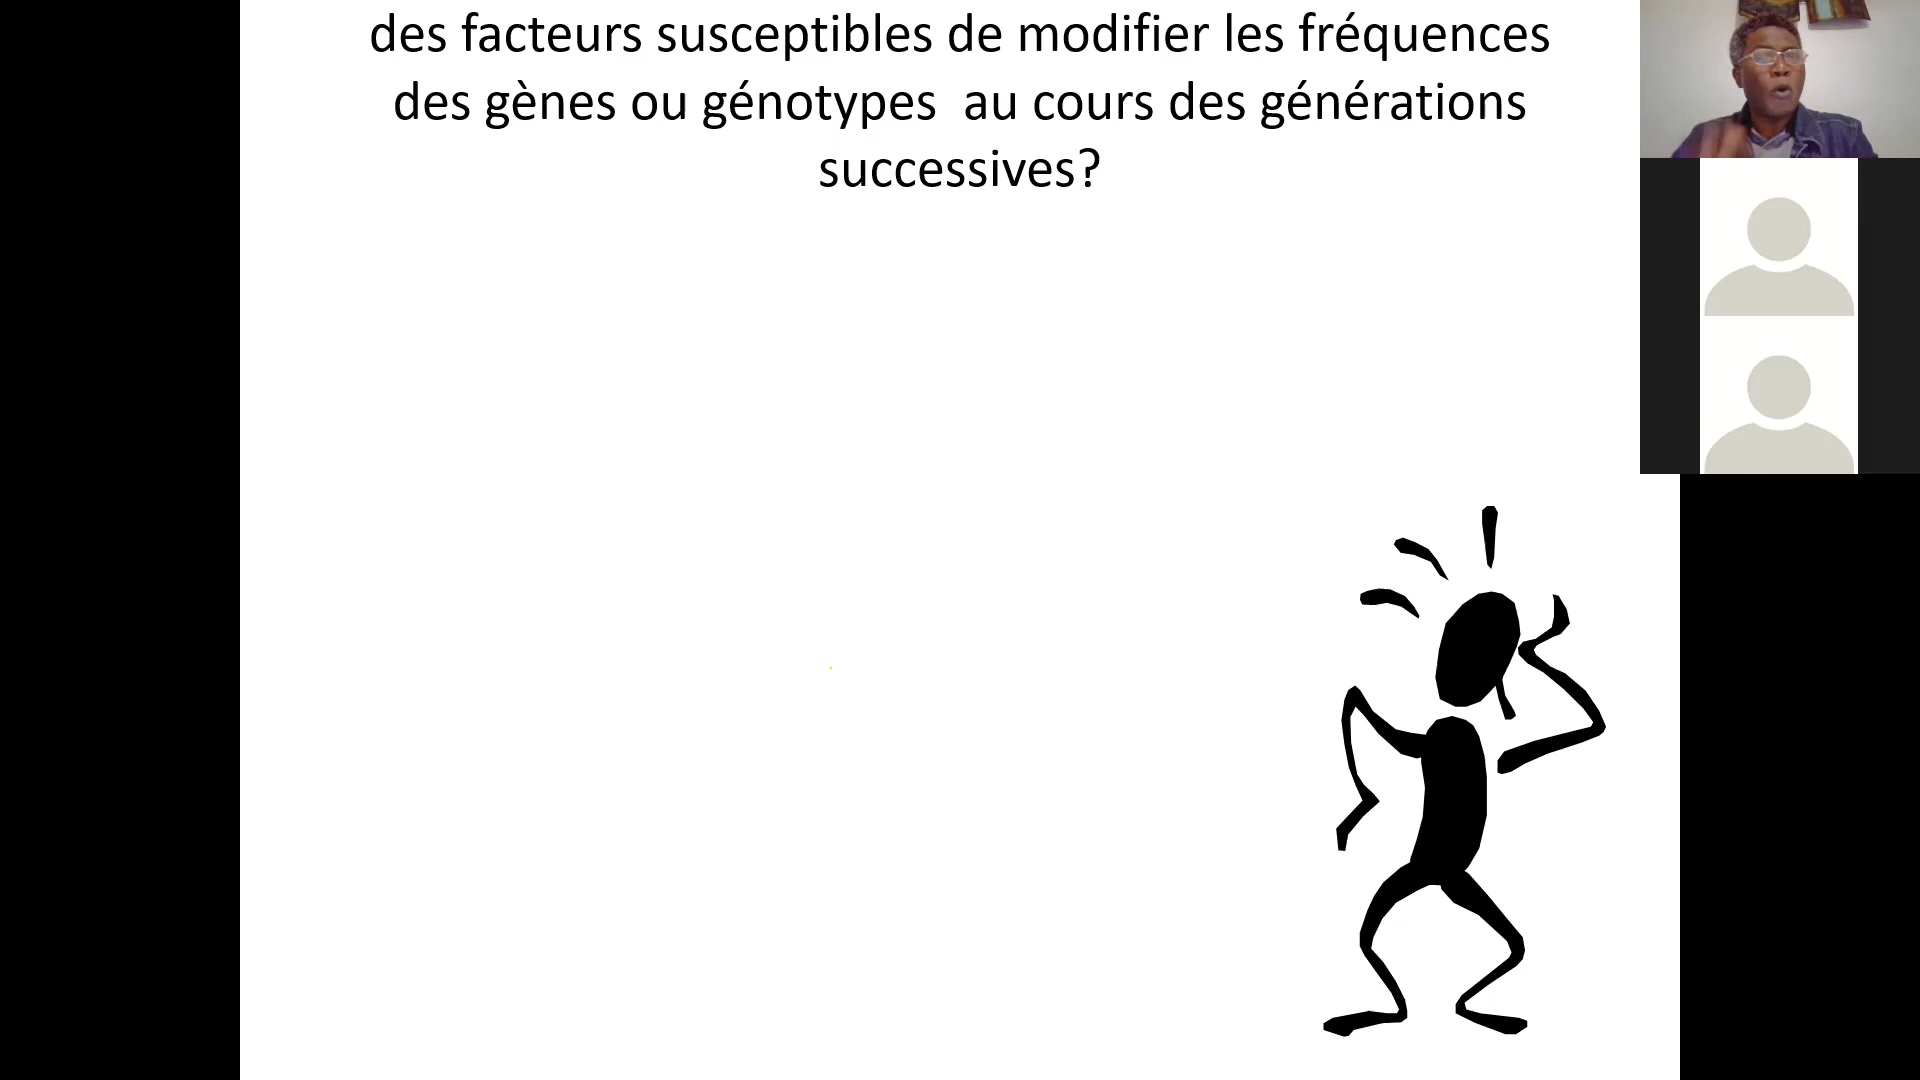 des facteurs susceptibles de modifier les fréquences
des gènes ou génotypes  au cours des générations
successives?